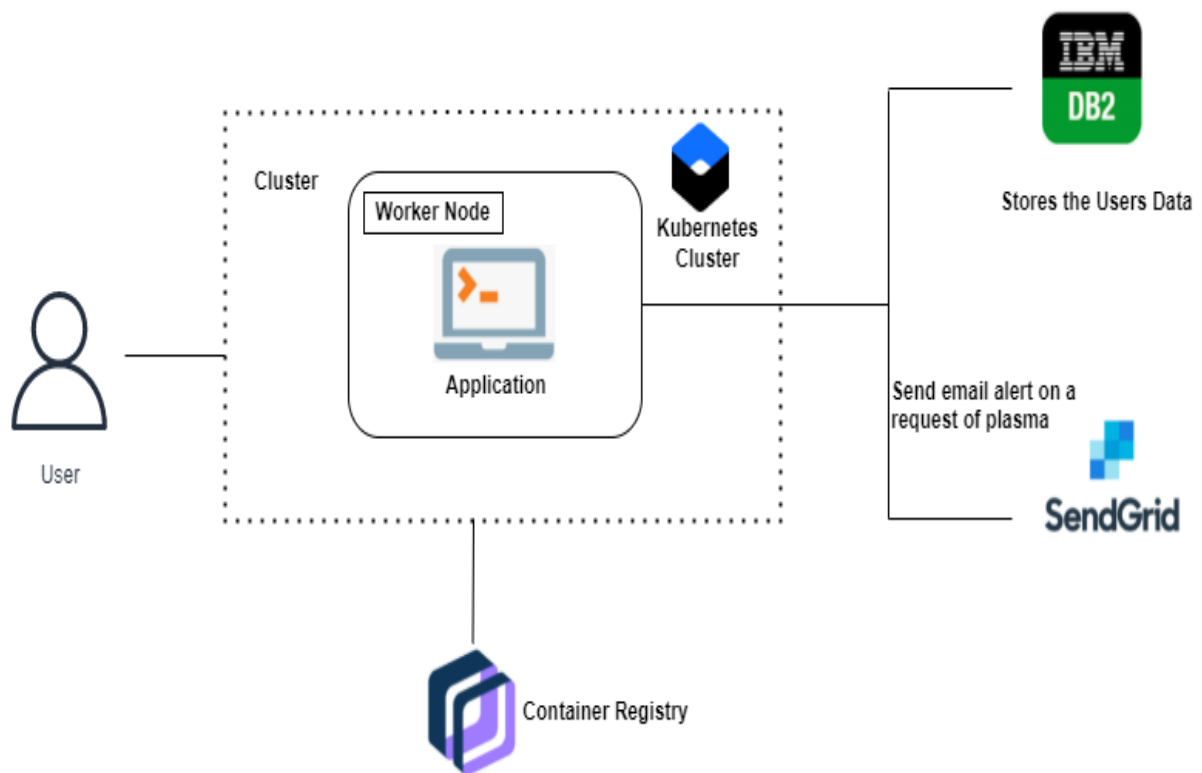 IBM
DB2
Stores the Users Data
Cluster
Worker Node
Kubernetes
Cluster
Application
User
Send email alert on a
request of plasma
SendGrid
Container Registry